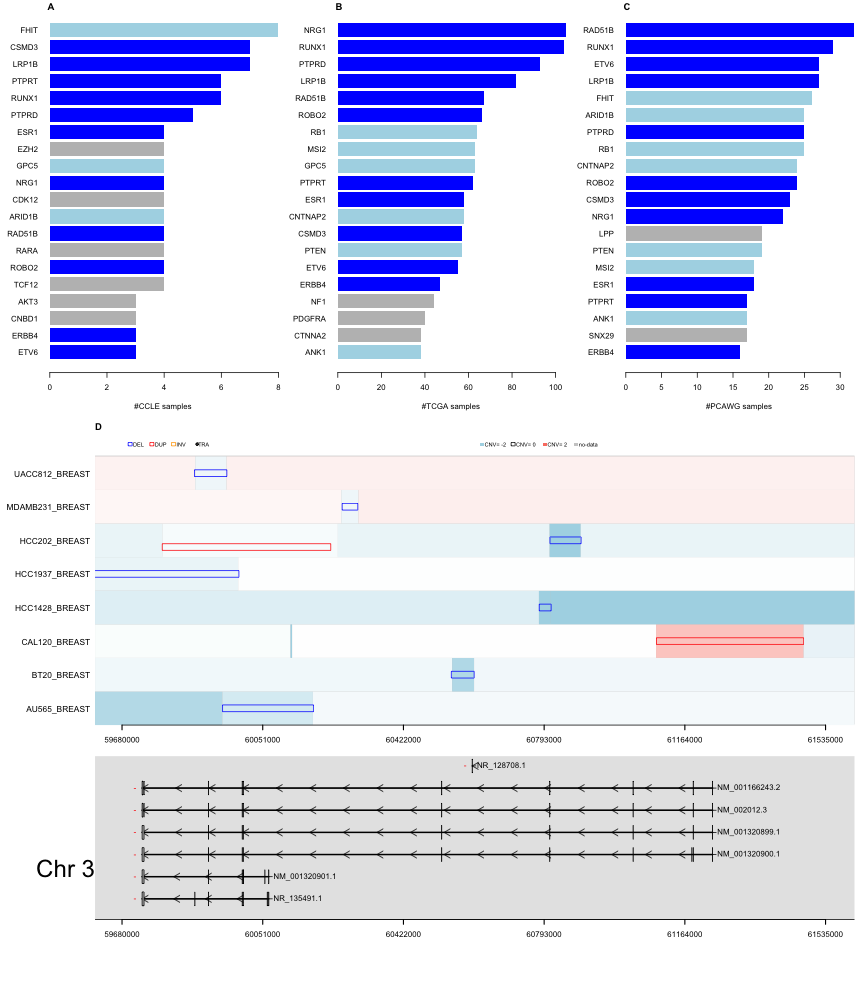 A
FHIT
CSMD3
LRP1B
PTPRT
RUNX1
PTPRD
ESR1
EZH2
GPC5
NRG1
CDK12
ARID1B
RAD51B
RARA
ROBO2
TCF12
AKT3
CNBD1
ERBB4
ETV6
0 2 4 6 8
#CCLE samples
B
NRG1
RUNX1
PTPRD
LRP1B
RAD51B
ROBO2
RB1
MSI2
GPC5
PTPRT
ESR1
CNTNAP2
CSMD3
PTEN
ETV6
ERBB4
NF1
PDGFRA
CTNNA2
ANK1
0 20 40 60 80 100
#TCGA samples
C
RAD51B
RUNX1
ETV6
LRP1B
FHIT
ARID1B
PTPRD
RB1
CNTNAP2
ROBO2
CSMD3
NRG1
LPP
PTEN
MSI2
ESR1
PTPRT
ANK1
SNX29
ERBB4
0 5 10 15 20 25 30
#PCAWG samples
D
DEL DUP INV TRA CNV= -2 CNV= 0 CNV= 2 no-data
UACC812_BREAST
MDAMB231_BREAST
HCC202_BREAST
HCC1937_BREAST
HCC1428_BREAST
CAL120_BREAST
BT20_BREAST
AU565_BREAST
59680000 60051000 60422000 60793000 61164000 61535000
- NR_128708.1
- NM_001166243.2
- NM_002012.3
- NM_001320899.1
- NM_001320900.1
Chr 3
- NM_001320901.1
- NR_135491.1
59680000 60051000 60422000 60793000 61164000 61535000